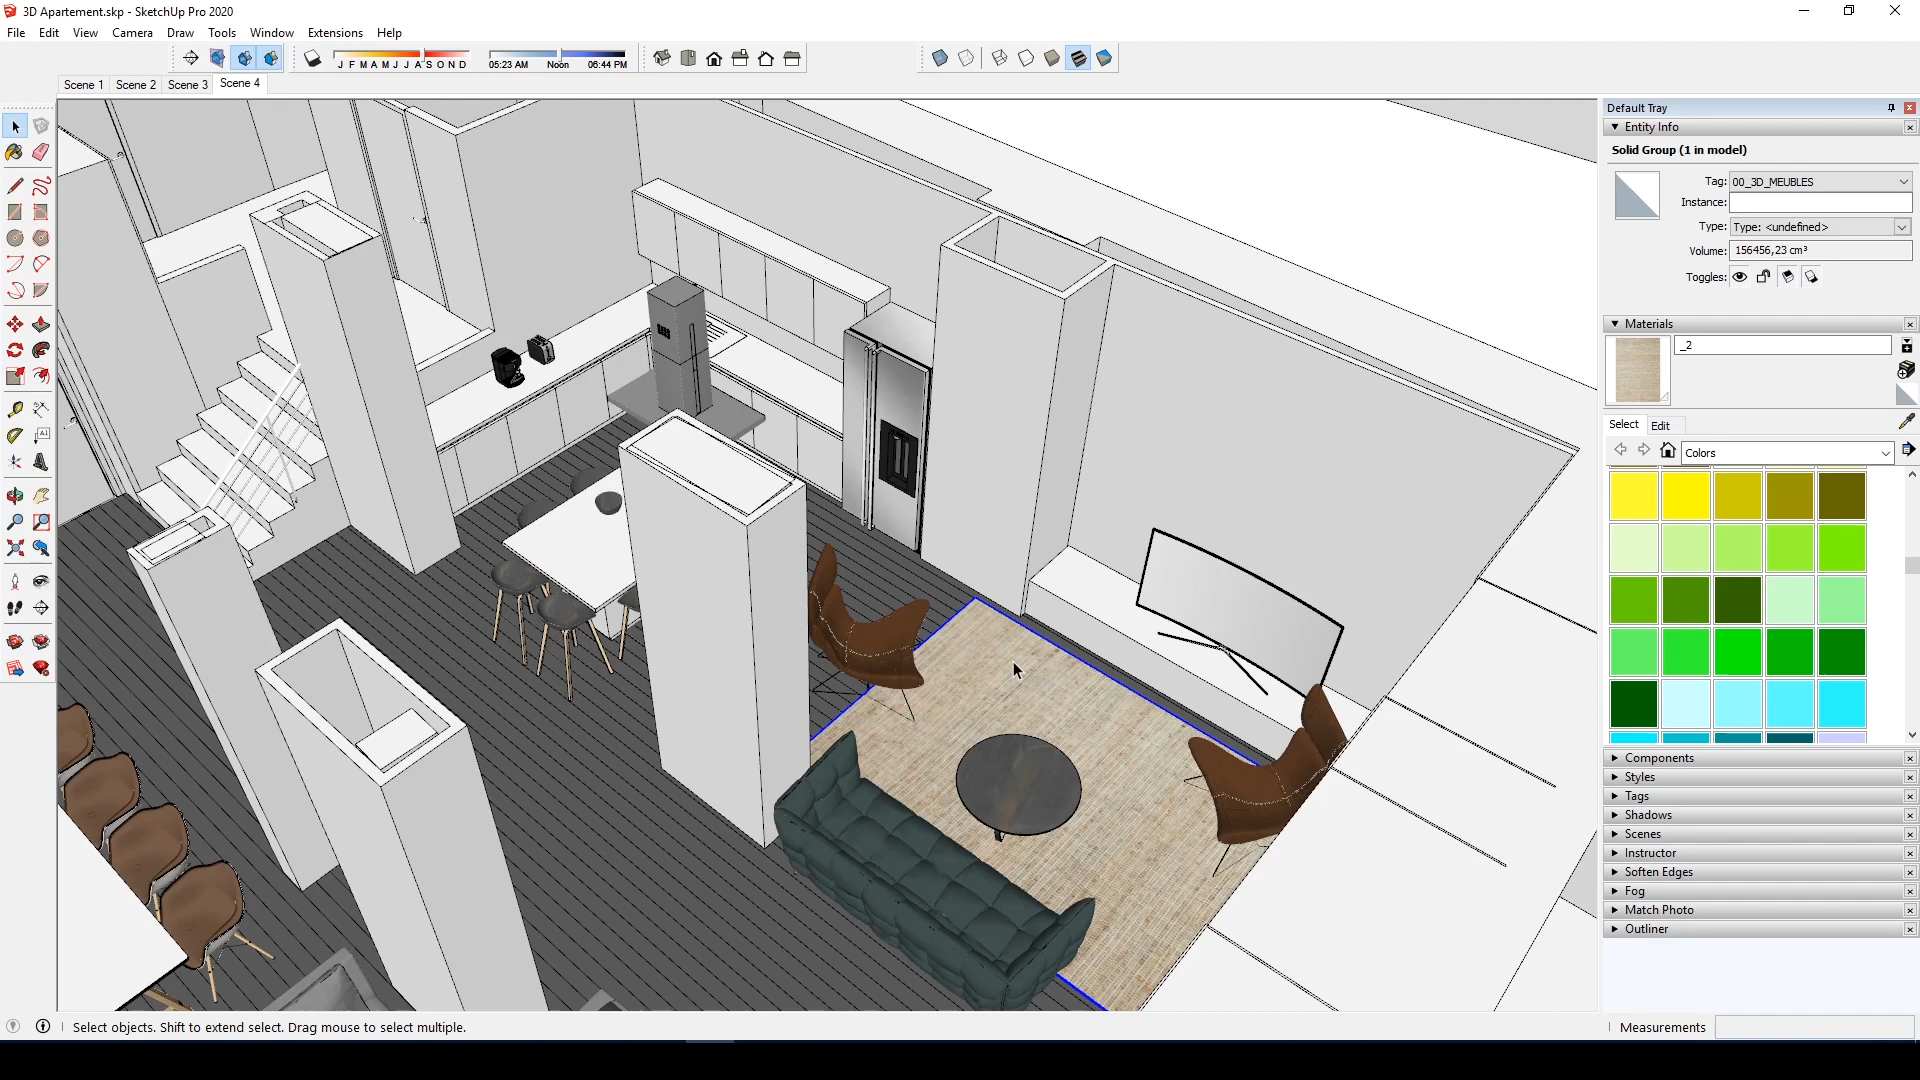 3D Apartement.skp - SketchUp Pro 2020
File Edit View Camera Draw Tools Window Extensions Help
J F M A M J J A S O N D
05:23 AM Noon 06:44 PM
Scene 1 Scene 2 Scene 3 Scene 4
Default Tray
Entity Info
Solid Group (1 in model)
Tag: 00_3D_MEUBLES
Instance:
Type: Type: <undefined>
Volume: 156456,23 cm³
Toggles:
Materials
_2
Select Edit
Colors
Components
Styles
Tags
Shadows
Scenes
Instructor
Soften Edges
Fog
Match Photo
Outliner
Select objects. Shift to extend select. Drag mouse to select multiple.
Measurements